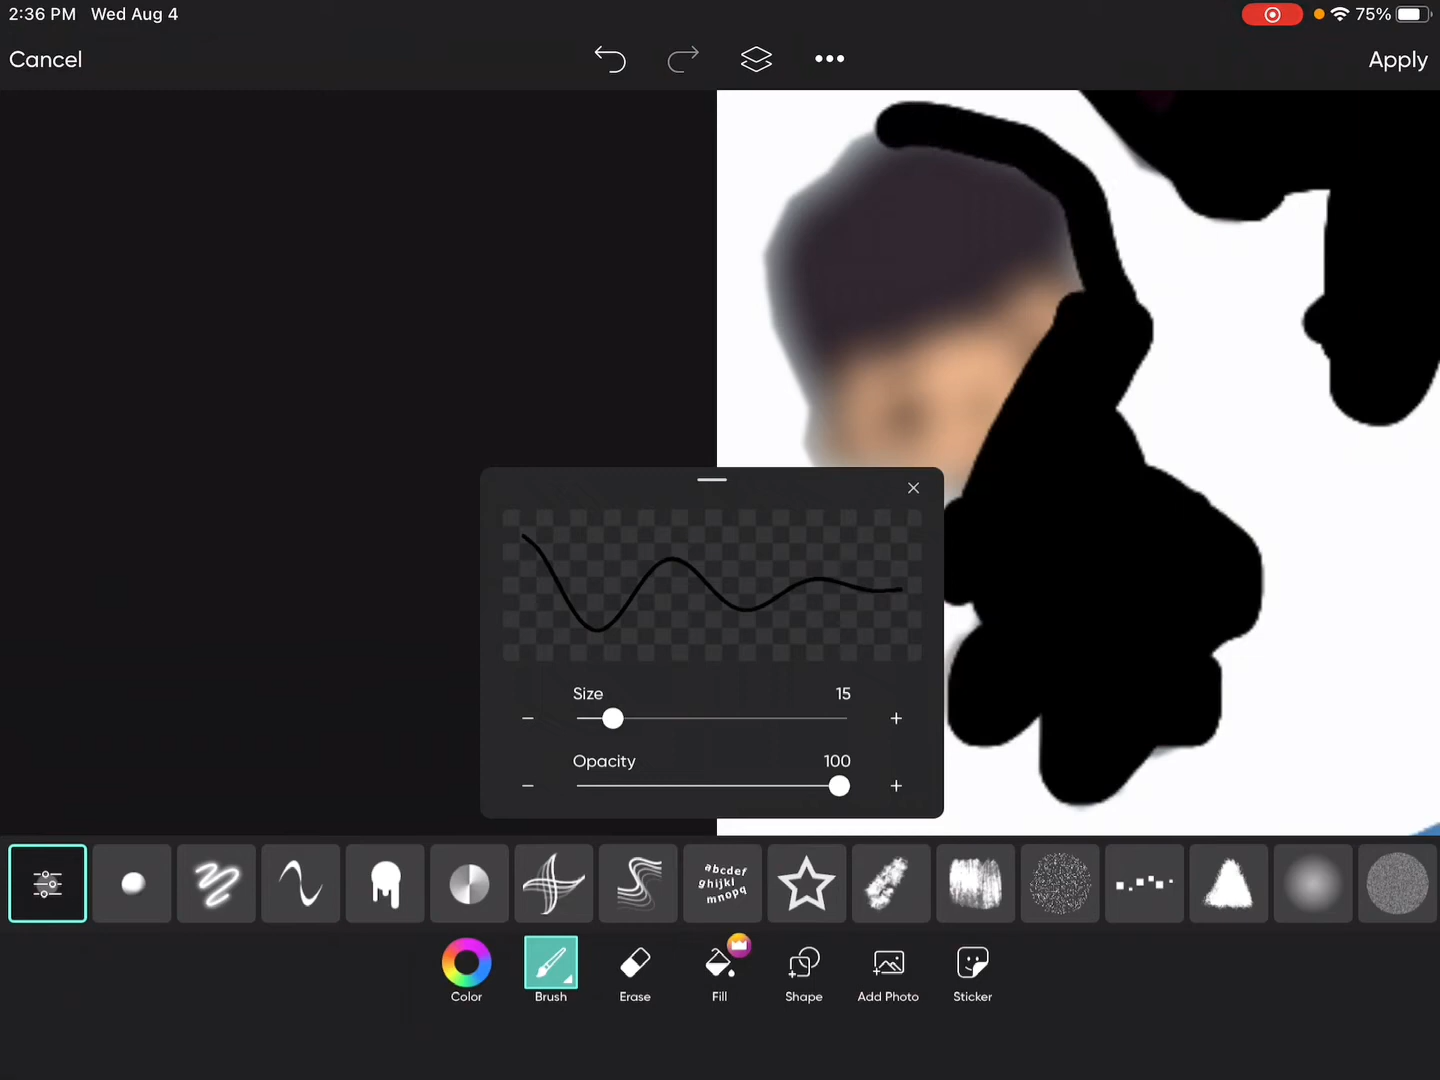 2:36 PM Wed Aug 4
75%
Cancel
Apply
Size 15
Opacity 100
abcdef
ghijkl
mnopq
Color
Brush
Erase
Fill
Shape
Add Photo
Sticker